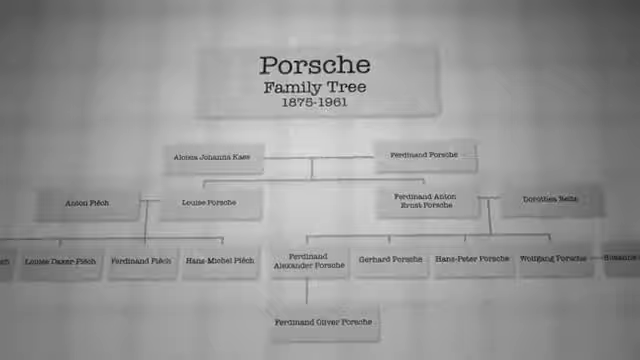 Porsche
Family Tree
1875-1961
Aloisia Johanna Kaes
Ferdinand Porsche
Anton Piëch
Louise Porsche
Ferdinand Anton
Ernst Porsche
Dorothea Reitz
Louise Daxer-Piëch
Ferdinand Piëch
Hans-Michel Piëch
Ferdinand
Alexander Porsche
Gerhard Porsche
Hans-Peter Porsche
Wolfgang Porsche
Ferdinand Oliver Porsche